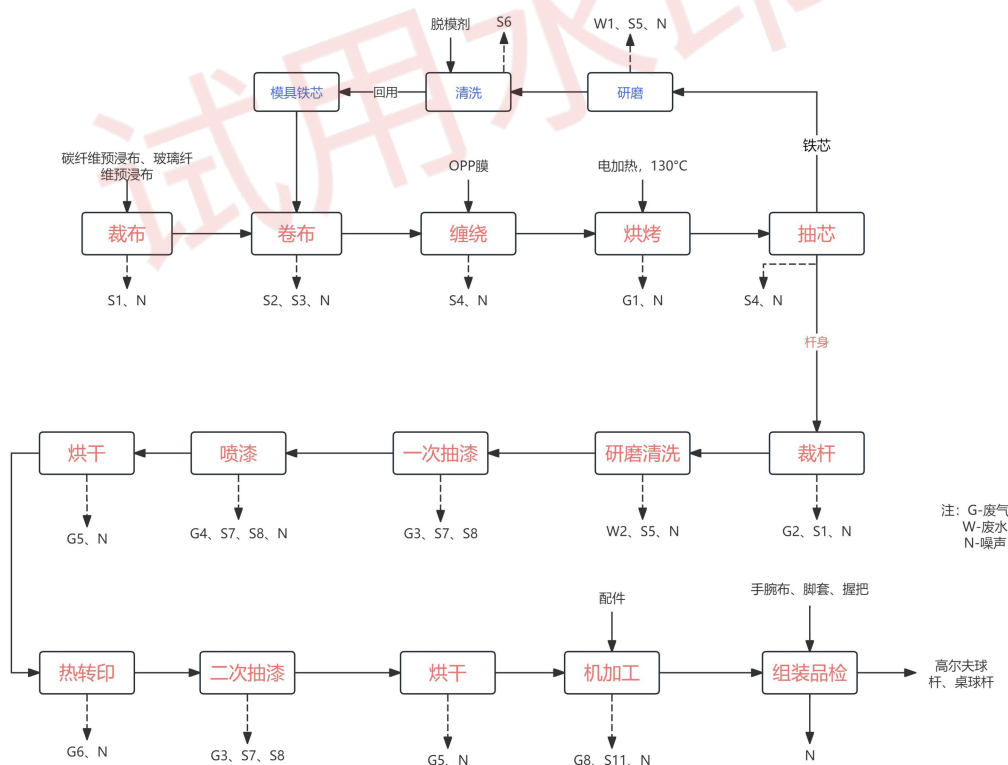 试用水印
脱模剂
S6
W1、S5、N
模具铁芯
回用
清洗
研磨
铁芯
碳纤维预浸布、玻璃纤
维预浸布
OPP膜
电加热，130°C
裁布
卷布
缠绕
烘烤
抽芯
S1、N
S2、S3、N
S4、N
G1、N
S4、N
杆身
烘干
喷漆
一次抽漆
研磨清洗
裁杆
G5、N
G4、S7、S8、N
G3、S7、S8
W2、S5、N
G2、S1、N
注：G-废气
W-废水
N-噪声
配件
手腕布、脚套、握把
热转印
二次抽漆
烘干
机加工
组装品检
高尔夫球
杆、桌球杆
G6、N
G3、S7、S8
G5、N
G8、S11、N
N